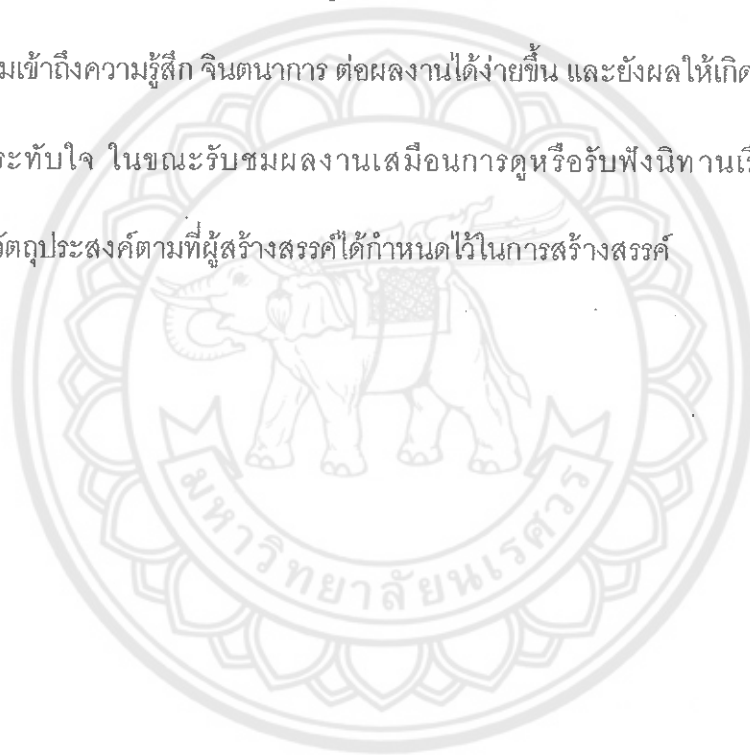 มเข้าถึงความรู้สึก จินตนาการ ต่อผลงานได้ง่ายขึ้น และยังผลให้เกิด
ระทับใจ ในขณะรับชมผลงานเสมือนการดูหรือรับฟังนิทานเรื
วัตถุประสงค์ตามที่ผู้สร้างสรรค์ได้กำหนดไว้ในการสร้างสรรค์
มหาวิทยาลัยนเรศวร